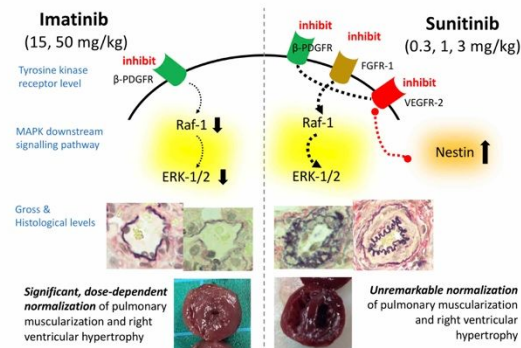 Imatinib
(15, 50 mg/kg)
Sunitinib
(0.3, 1, 3 mg/kg)
inhibit
β-PDGFR
inhibit
β-PDGFR
inhibit
FGFR-1
inhibit
VEGFR-2
Tyrosine kinase
receptor level
MAPK downstream
signalling pathway
Raf-1
ERK-1/2
Raf-1
ERK-1/2
Nestin
Gross &
Histological levels
Significant, dose-dependent
normalization of pulmonary
muscularization and right
ventricular hypertrophy
Unremarkable normalization
of pulmonary muscularization
and right ventricular
hypertrophy